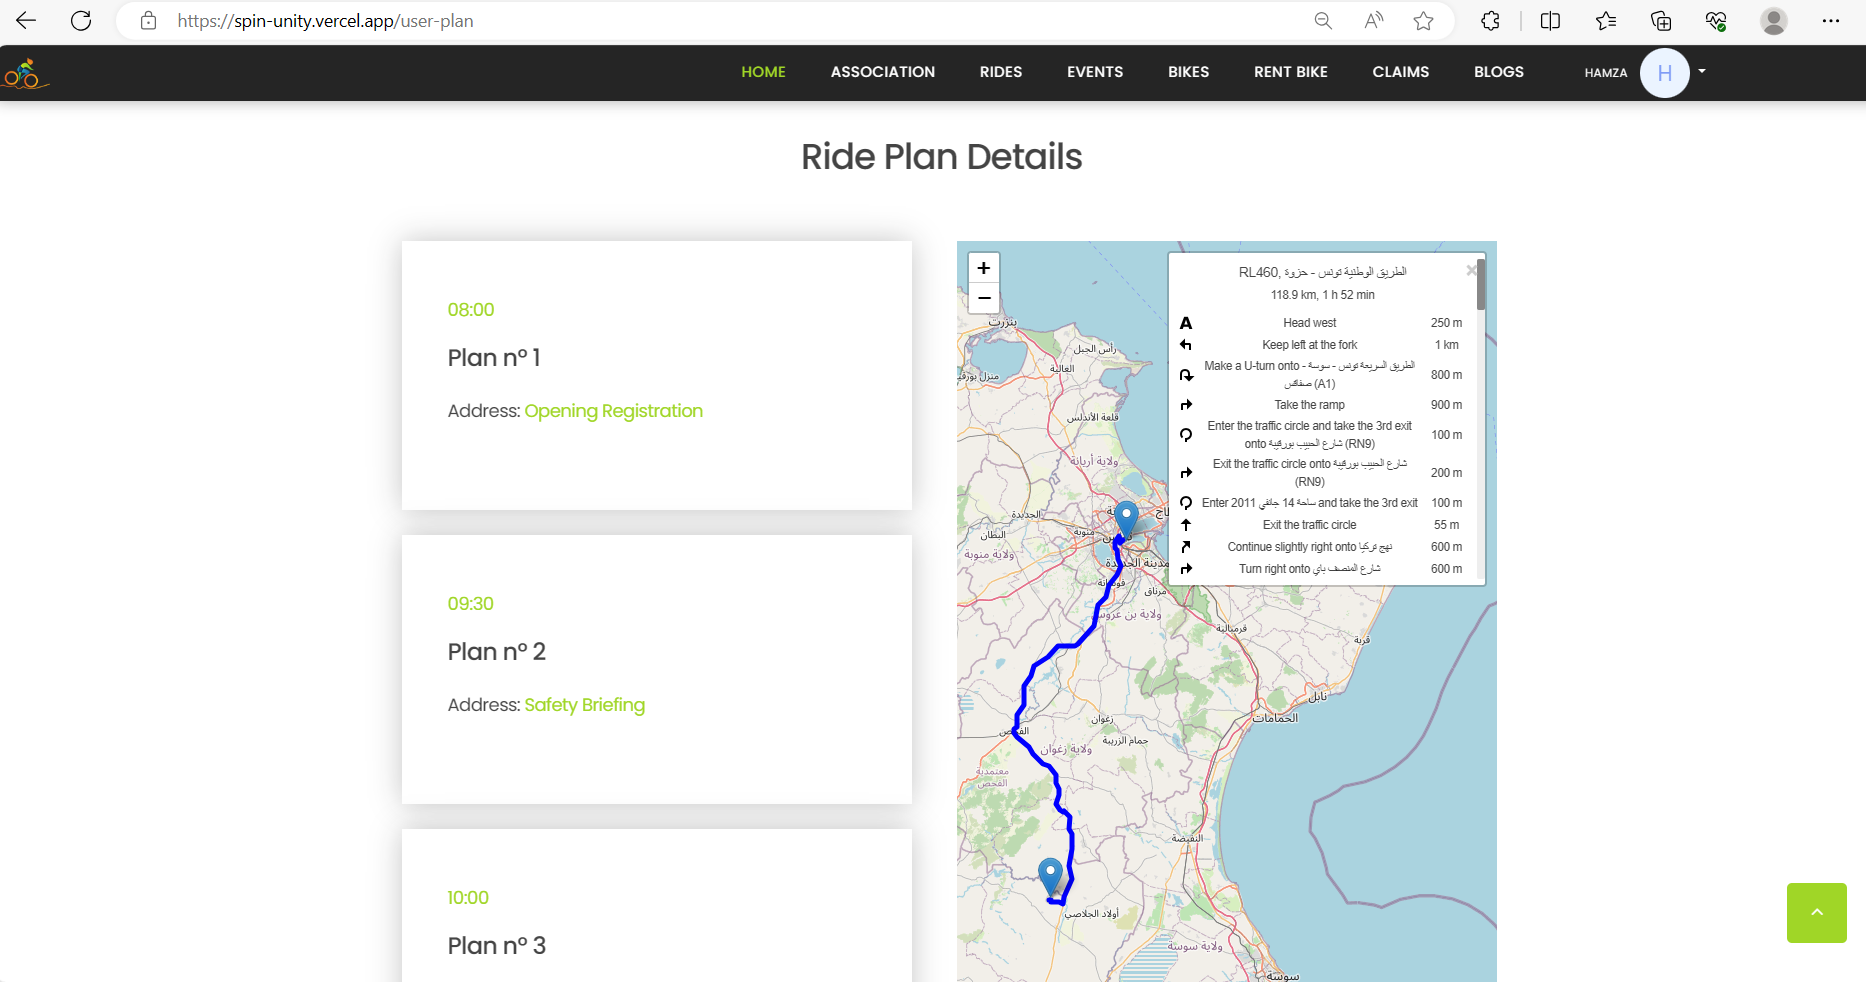 https://spin-unity.vercel.app/user-plan
HOME ASSOCIATION RIDES EVENTS BIKES RENT BIKE CLAIMS BLOGS HAMZA H
Ride Plan Details
08:00
Plan nº 1
Address: Opening Registration
09:30
Plan nº 2
Address: Safety Briefing
10:00
Plan nº 3
+
−
RL460, الطريق الوطنية تونس - حزوة
118.9 km, 1 h 52 min
Head west 250 m
Keep left at the fork 1 km
Make a U-turn onto الطريق السريعة تونس - سوسة -
صفاقس (A1) 800 m
Take the ramp 900 m
Enter the traffic circle and take the 3rd exit
onto شارع الحبيب بورقيبة (RN9) 100 m
Exit the traffic circle onto شارع الحبيب بورقيبة
(RN9) 200 m
Enter ساحة 14 جانفي 2011 and take the 3rd exit 100 m
Exit the traffic circle 55 m
Continue slightly right onto نهج تركيا 600 m
Turn right onto شارع المنصف باي 600 m
بنزرت
رأس الجبل
العالية
منزل بورقيبة
قلعة الأندلس
ولاية أريانة
الجديدة
البطان
منوبة
ولاية منوبة
المدينة الجديدة
فوشانة
مرناق
ولاية بن عروس
قرمبالية
قربة
نابل
الحمامات
زغوان
الفحص
حمام الزريبة
ولاية زغوان
معتمدية
الفحص
النفيضة
أولاد الجلاصي
ولاية سوسة
سوسة